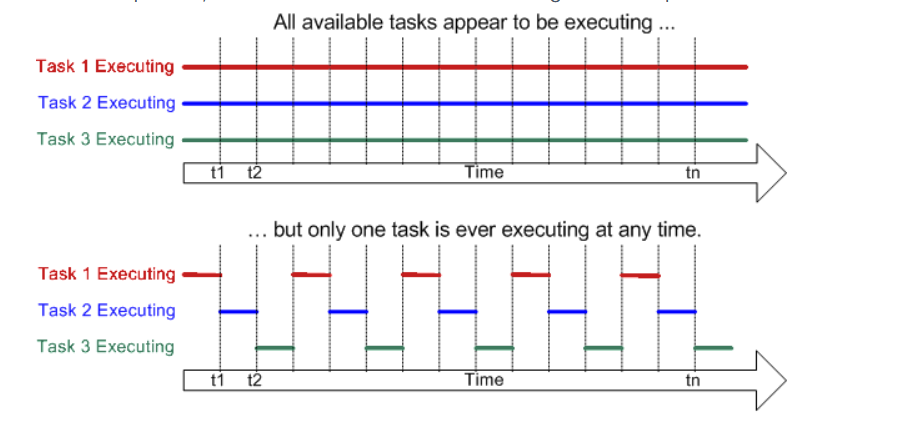 All available tasks appear to be executing ...
Task 1 Executing
Task 2 Executing
Task 3 Executing
t1 t2 Time tn
… but only one task is ever executing at any time.
Task 1 Executing
Task 2 Executing
Task 3 Executing
t1 t2 Time tn